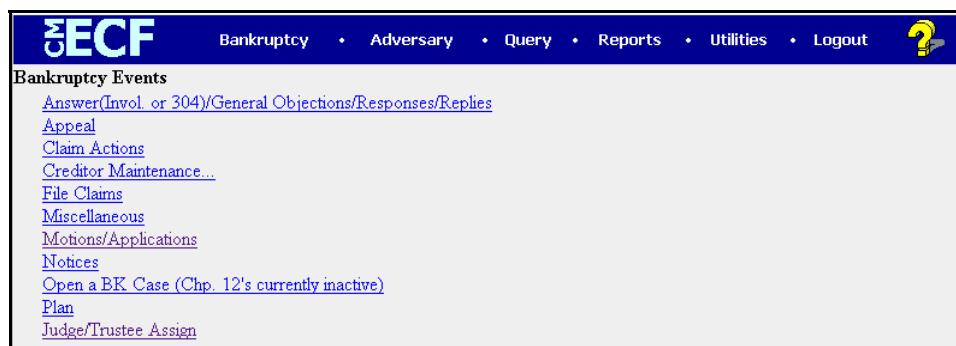 CM ECF Bankruptcy • Adversary • Query • Reports • Utilities • Logout ?
Bankruptcy Events
Answer(Invol. or 304)/General Objections/Responses/Replies
Appeal
Claim Actions
Creditor Maintenance...
File Claims
Miscellaneous
Motions/Applications
Notices
Open a BK Case (Chp. 12's currently inactive)
Plan
Judge/Trustee Assign